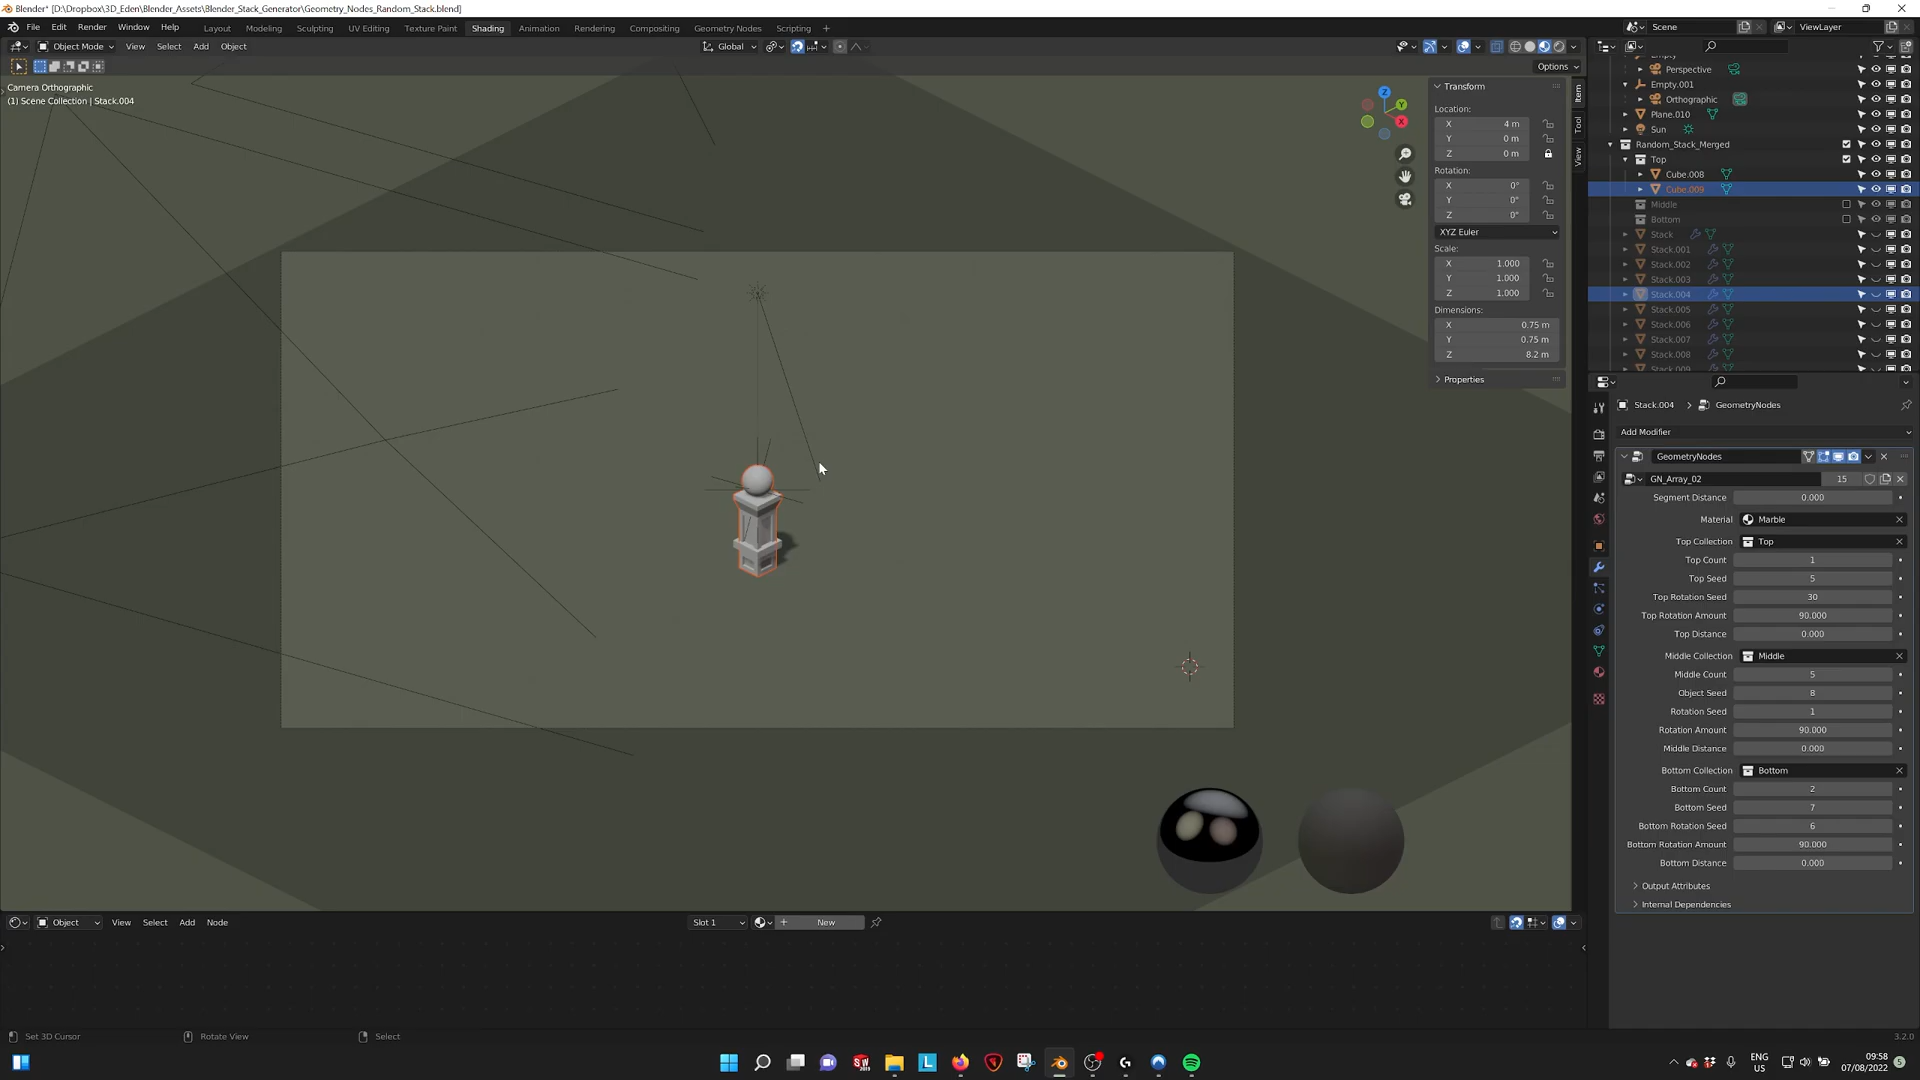 Blender* [D:\Dropbox\3D_Eden\Blender_Assets\Blender_Stack_Generator\Geometry_Nodes_Random_Stack.blend]
File Edit Render Window Help Layout Modeling Sculpting UV Editing Texture Paint Shading Animation Rendering Compositing Geometry Nodes Scripting + Scene ViewLayer
Object Mode View Select Add Object Global
Options
Camera Orthographic
(1) Scene Collection | Stack.004
Z
Y
X
Transform
Location:
X 4 m
Y 0 m
Z 0 m
Rotation:
X 0°
Y 0°
Z 0°
XYZ Euler
Scale:
X 1.000
Y 1.000
Z 1.000
Dimensions:
X 0.75 m
Y 0.75 m
Z 8.2 m
Properties
Item
Tool
View
Perspective
Empty.001
Orthographic
Plane.010
Sun
Random_Stack_Merged
Top
Cube.008
Cube.009
Middle
Bottom
Stack
Stack.001
Stack.002
Stack.003
Stack.004
Stack.005
Stack.006
Stack.007
Stack.008
Stack.004 GeometryNodes
Add Modifier
GeometryNodes
GN_Array_02 15
Segment Distance 0.000
Material Marble
Top Collection Top
Top Count 1
Top Seed 5
Top Rotation Seed 30
Top Rotation Amount 90.000
Top Distance 0.000
Middle Collection Middle
Middle Count 5
Object Seed 8
Rotation Seed 1
Rotation Amount 90.000
Middle Distance 0.000
Bottom Collection Bottom
Bottom Count 2
Bottom Seed 7
Bottom Rotation Seed 6
Bottom Rotation Amount 90.000
Bottom Distance 0.000
Output Attributes
Internal Dependencies
Object View Select Add Node Slot 1 New
Set 3D Cursor Rotate View Select 3.2.0
ENG
US
09:58
07/08/2022
5